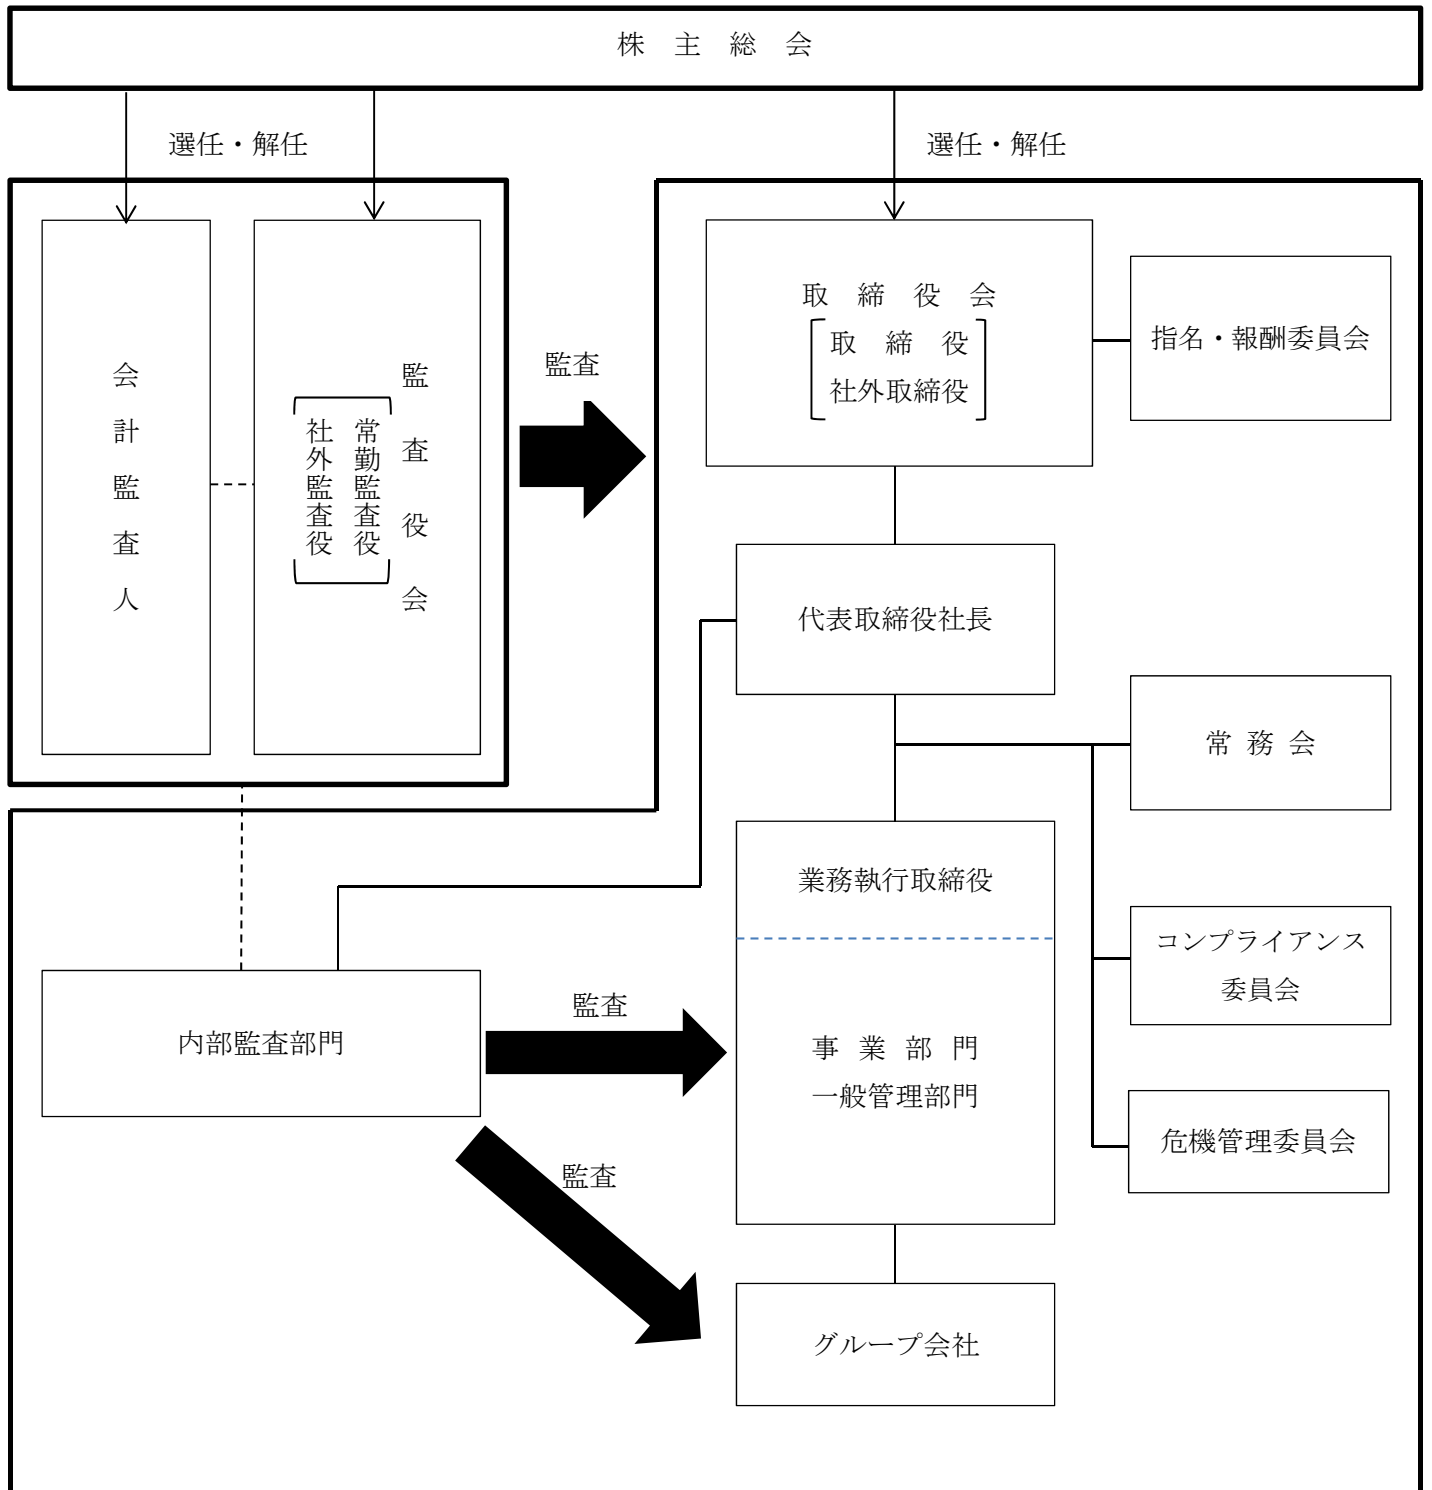 株 主 総 会
選任・解任
選任・解任
会計監査人
監査役会
常勤監査役
社外監査役
監査
取 締 役 会
取 締 役
社外取締役
指名・報酬委員会
代表取締役社長
常 務 会
業務執行取締役
コンプライアンス
委員会
内部監査部門
監査
事 業 部 門
一般管理部門
危機管理委員会
監査
グループ会社